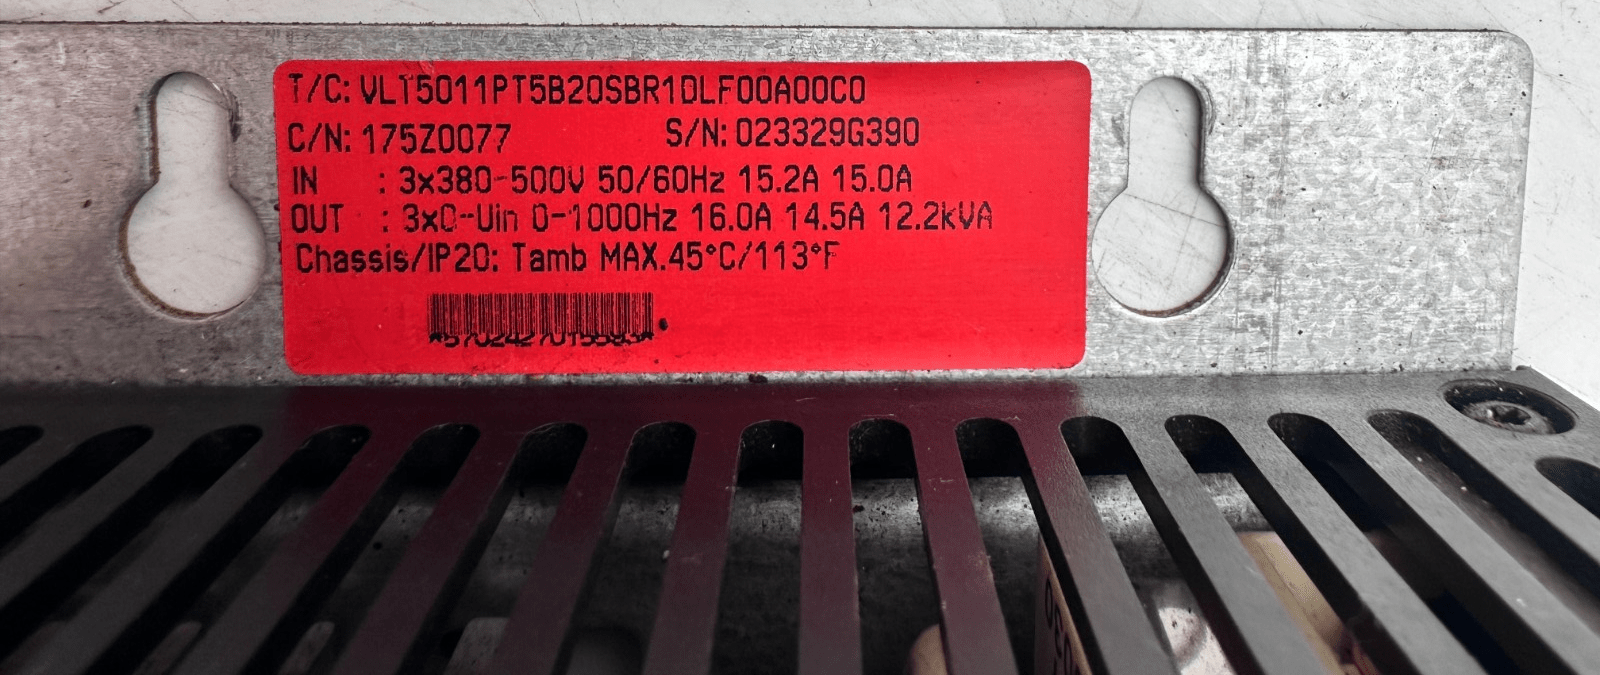 T/C: VLT5011PT5B20SBR1DLF00A00C0
C/N: 175Z0077 S/N: 023329G390
IN : 3x380-500V 50/60Hz 15.2A 15.0A
OUT : 3x0-Uin 0-1000Hz 16.0A 14.5A 12.2kVA
Chassis/IP20: Tamb MAX.45°C/113°F